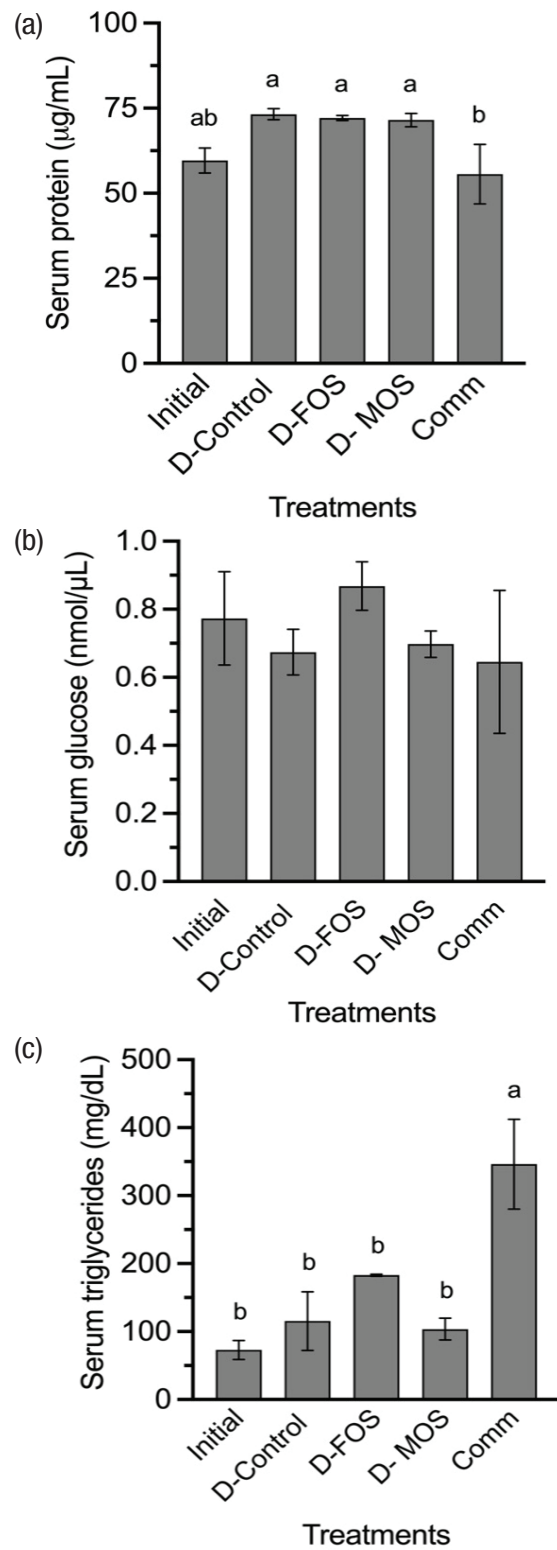 (a)
Serum protein (μg/mL)
100
75
50
25
0
ab
a
a
a
b
Initial
D-Control
D-FOS
D- MOS
Comm
Treatments
(b)
Serum glucose (nmol/μL)
1.0
0.8
0.6
0.4
0.2
0.0
Initial
D-Control
D-FOS
D- MOS
Comm
Treatments
(c)
Serum triglycerides (mg/dL)
500
400
300
200
100
0
b
b
b
b
a
Initial
D-Control
D-FOS
D- MOS
Comm
Treatments